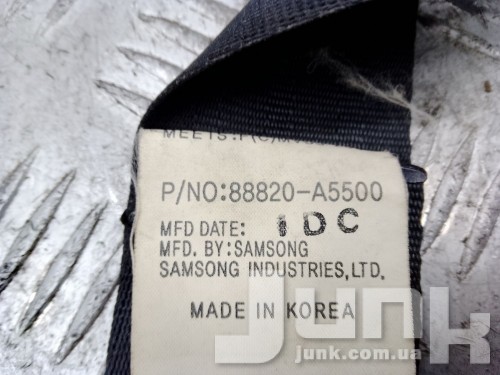 P/NO:88820-A5500
MFD DATE: 1DC
MFD. BY:SAMSONG
SAMSONG INDUSTRIES,LTD.
MADE IN KOREA
junk
junk.com.ua